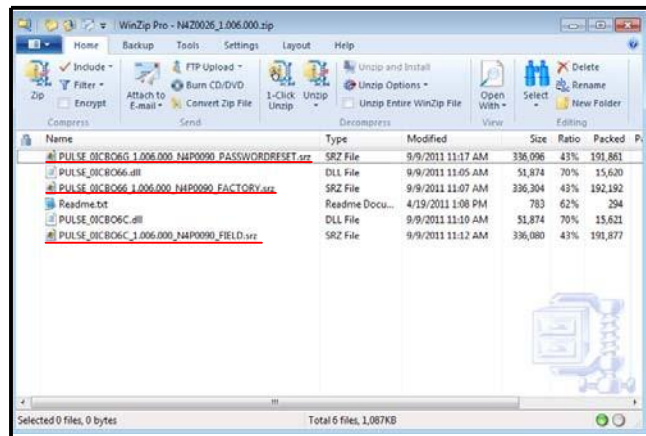 WinZip Pro - N4Z0026_1.006.000.zip
Home Backup Tools Settings Layout Help
Zip
Include
Filter
Encrypt
Compress
Attach to E-mail
FTP Upload
Burn CD/DVD
Convert Zip File
Send
1-Click Unzip
Unzip
Unzip and Install
Unzip Options
Unzip Entire WinZip File
Decompress
Open With
View
Select
Delete
Rename
New Folder
Editing
Name Type Modified Size Ratio Packed
PULSE_0ICBO6G_1.006.000_N4P0090_PASSWORDRESET.srz SRZ File 9/9/2011 11:17 AM 336,096 43% 191,861
PULSE_0ICBO66.dll DLL File 9/9/2011 11:05 AM 51,874 70% 15,620
PULSE_0ICBO66_1.006.000_N4P0090_FACTORY.srz SRZ File 9/9/2011 11:07 AM 336,304 43% 192,192
Readme.txt Readme Docu... 4/19/2011 1:08 PM 783 62% 294
PULSE_0ICBO6C.dll DLL File 9/9/2011 11:10 AM 51,874 70% 15,621
PULSE_0ICBO6C_1.006.000_N4P0090_FIELD.srz SRZ File 9/9/2011 11:12 AM 336,080 43% 191,877
Selected 0 files, 0 bytes Total 6 files, 1,087KB